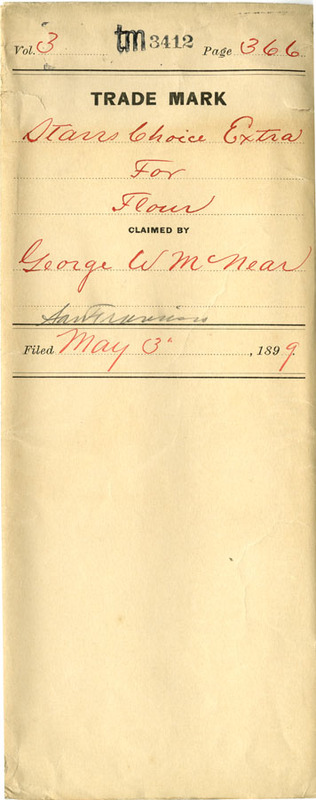 Vol. 3 tm 3412 Page 366
TRADE MARK
Starrs Choice Extra
For
Flour
CLAIMED BY
George W McNear
San Francisco
Filed May 3", 1899.